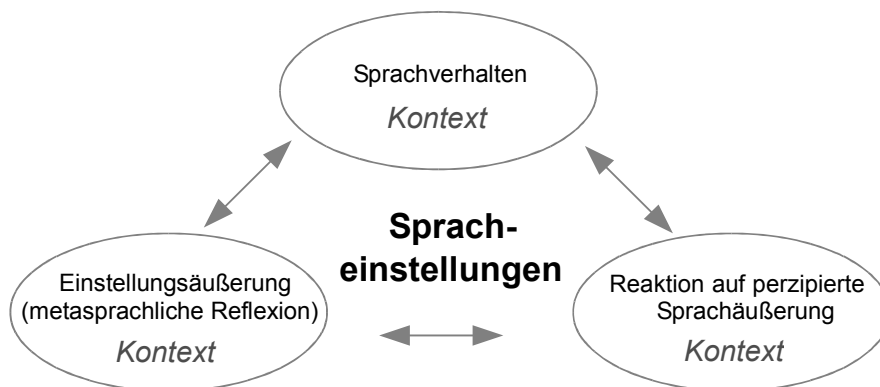 Sprachverhalten
Kontext
Sprach-
einstellungen
Einstellungsäußerung
(metasprachliche Reflexion)
Kontext
Reaktion auf perzipierte
Sprachäußerung
Kontext